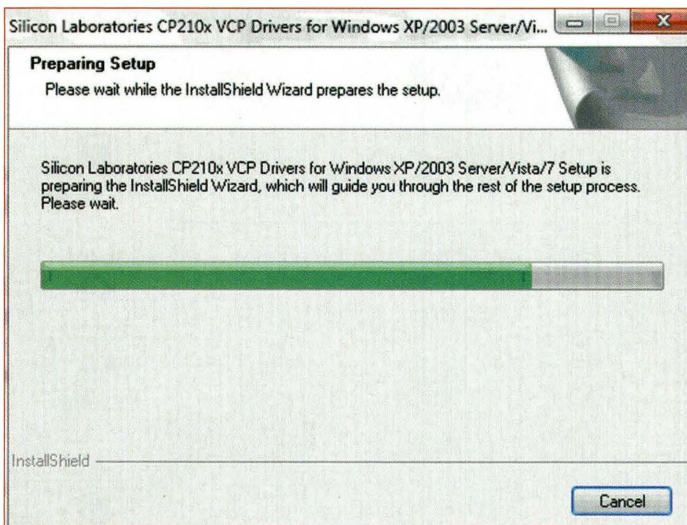 Silicon Laboratories CP210x VCP Drivers for Windows XP/2003 Server/Vi...
Preparing Setup
Please wait while the InstallShield Wizard prepares the setup.
Silicon Laboratories CP210x VCP Drivers for Windows XP/2003 Server/Vista/7 Setup is
preparing the InstallShield Wizard, which will guide you through the rest of the setup process.
Please wait.
InstallShield
Cancel